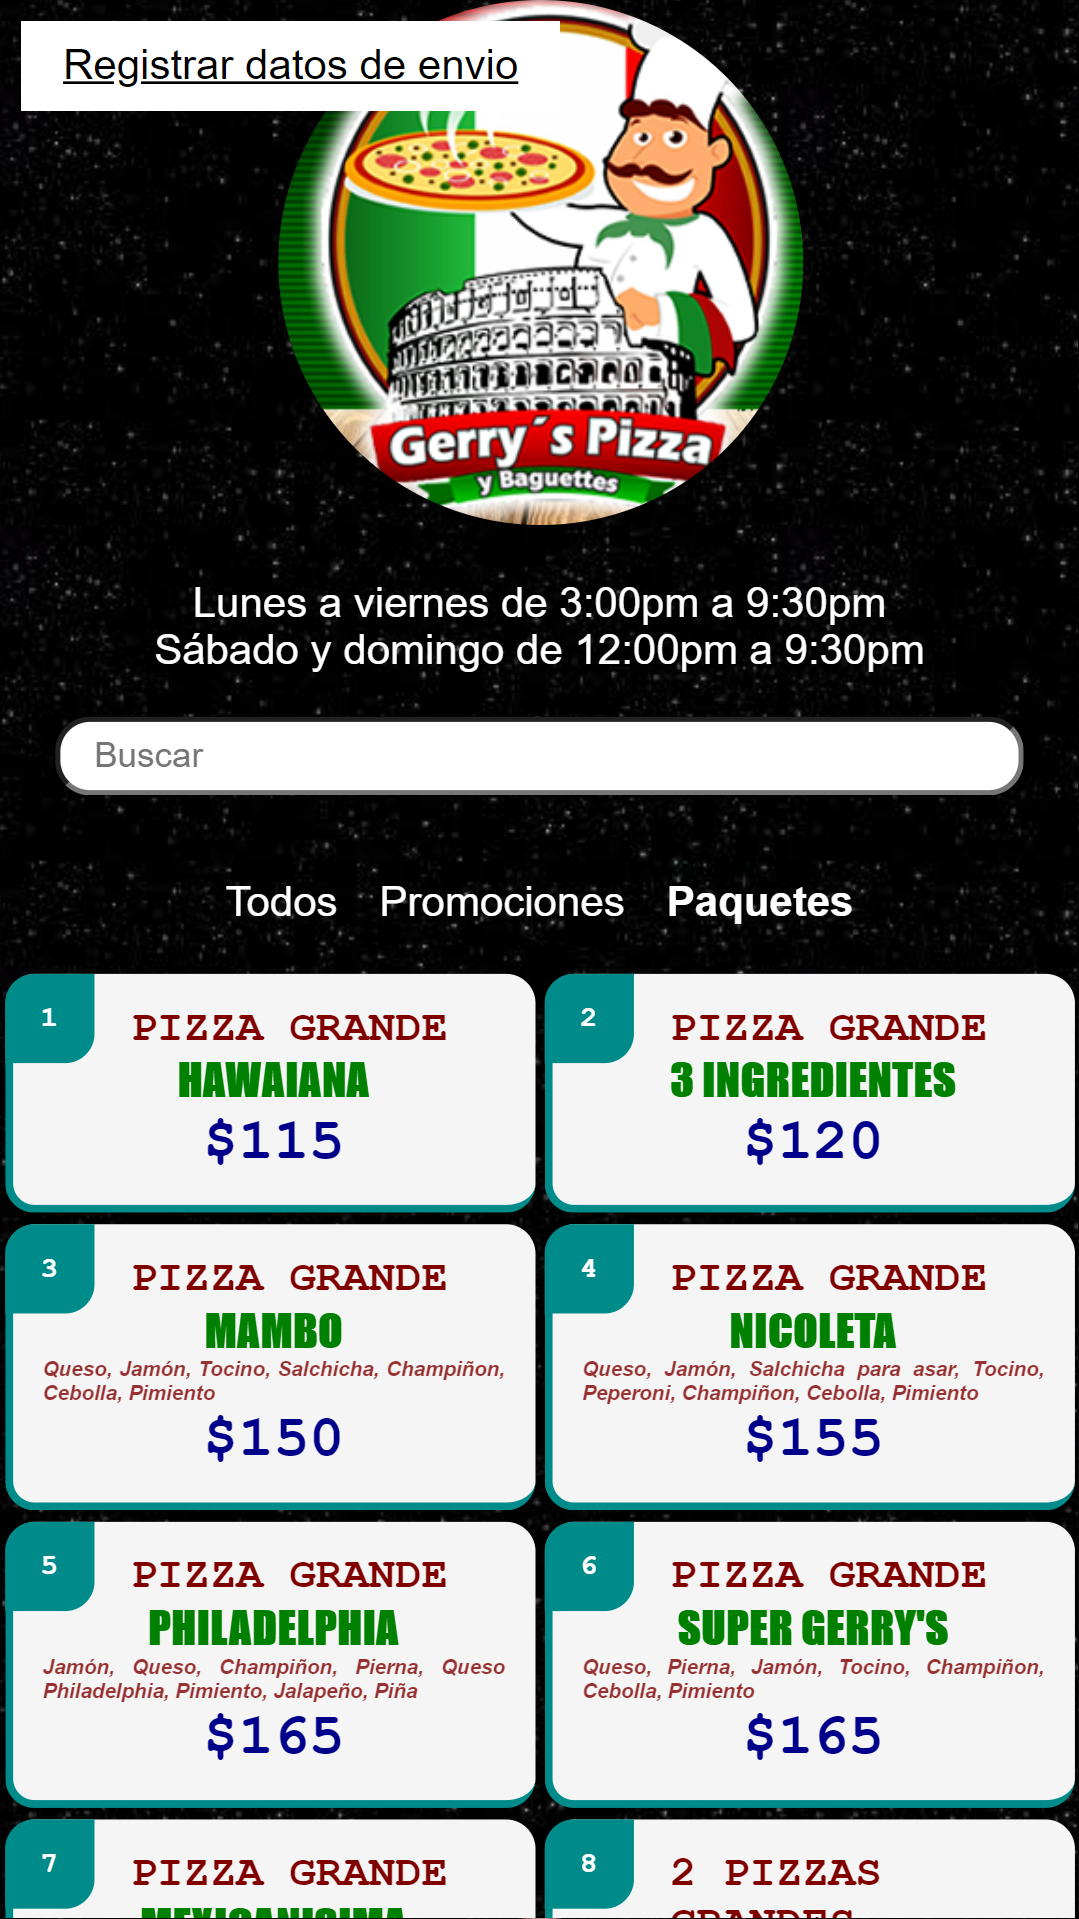 Registrar datos de envio
Gerry´s Pizza
y Baguettes
Lunes a viernes de 3:00pm a 9:30pm
Sábado y domingo de 12:00pm a 9:30pm
Buscar
Todos Promociones Paquetes
1
PIZZA GRANDE
HAWAIANA
$115
2
PIZZA GRANDE
3 INGREDIENTES
$120
3
PIZZA GRANDE
MAMBO
Queso, Jamón, Tocino, Salchicha, Champiñon,
Cebolla, Pimiento
$150
4
PIZZA GRANDE
NICOLETA
Queso, Jamón, Salchicha para asar, Tocino,
Peperoni, Champiñon, Cebolla, Pimiento
$155
5
PIZZA GRANDE
PHILADELPHIA
Jamón, Queso, Champiñon, Pierna, Queso
Philadelphia, Pimiento, Jalapeño, Piña
$165
6
PIZZA GRANDE
SUPER GERRY'S
Queso, Pierna, Jamón, Tocino, Champiñon,
Cebolla, Pimiento
$165
7
PIZZA GRANDE
MEXICANISIMA
8
2 PIZZAS
GRANDES